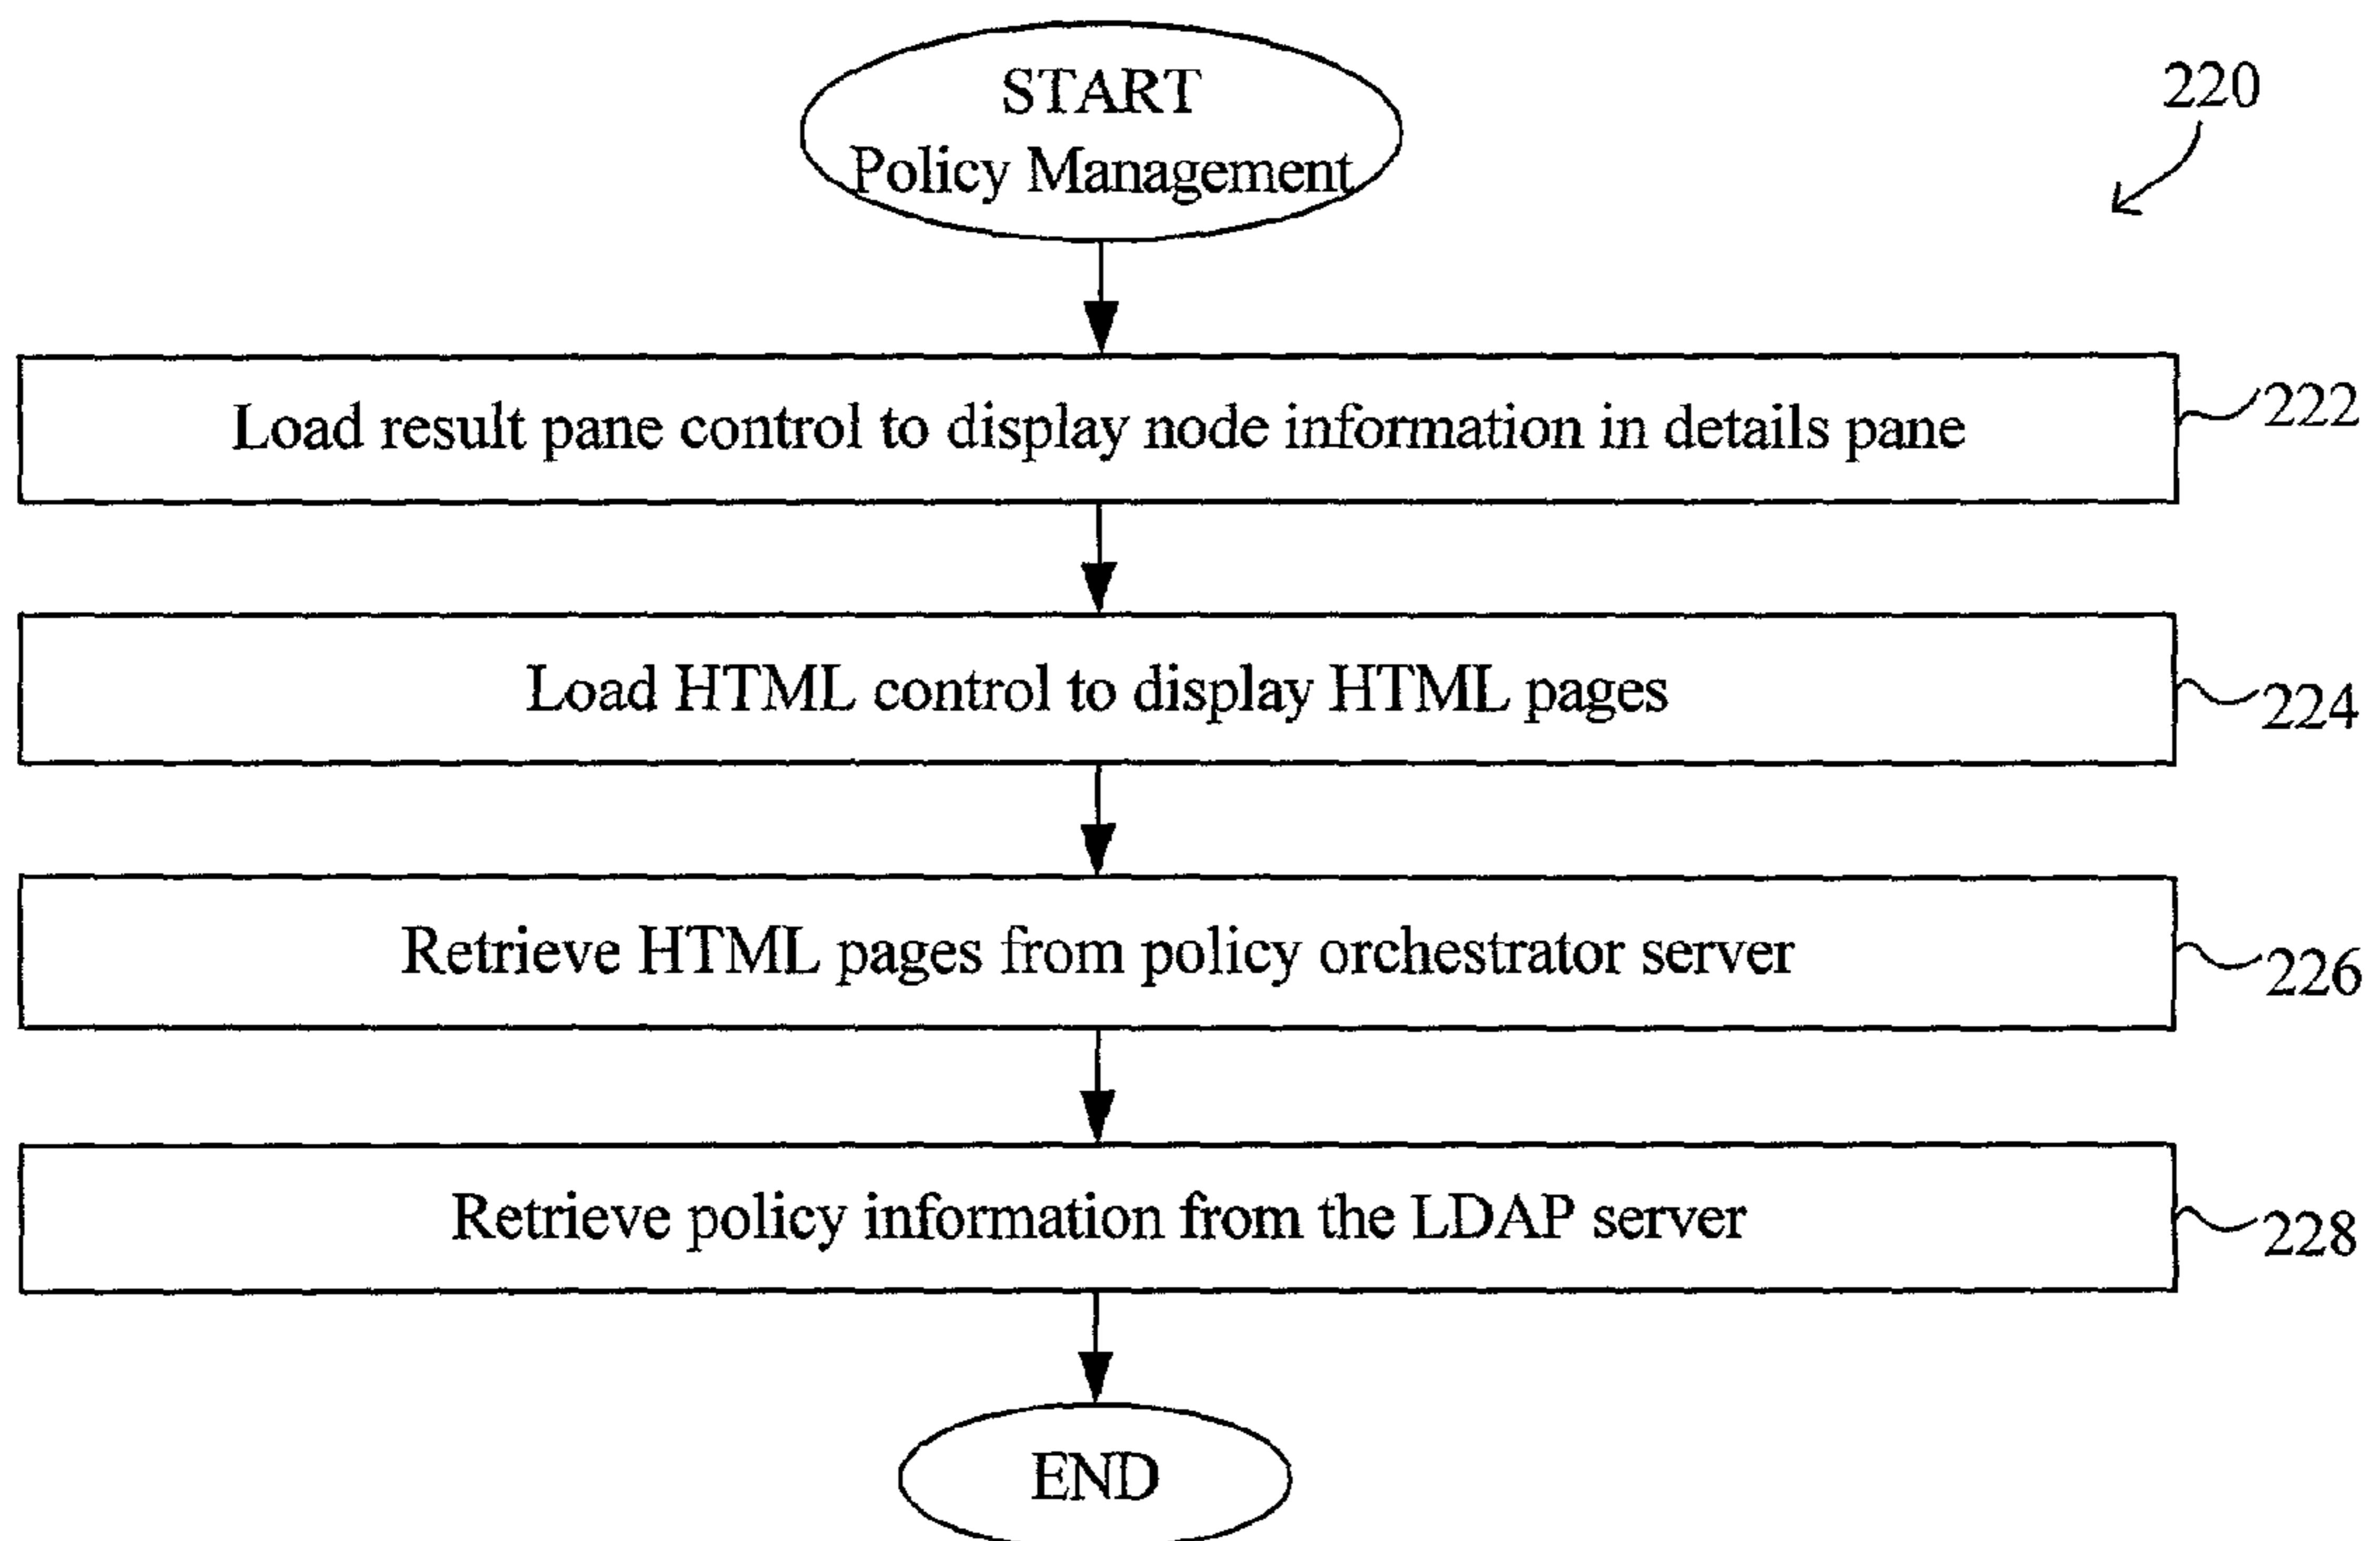 START
Policy Management
220
Load result pane control to display node information in details pane
222
Load HTML control to display HTML pages
224
Retrieve HTML pages from policy orchestrator server
226
Retrieve policy information from the LDAP server
228
END